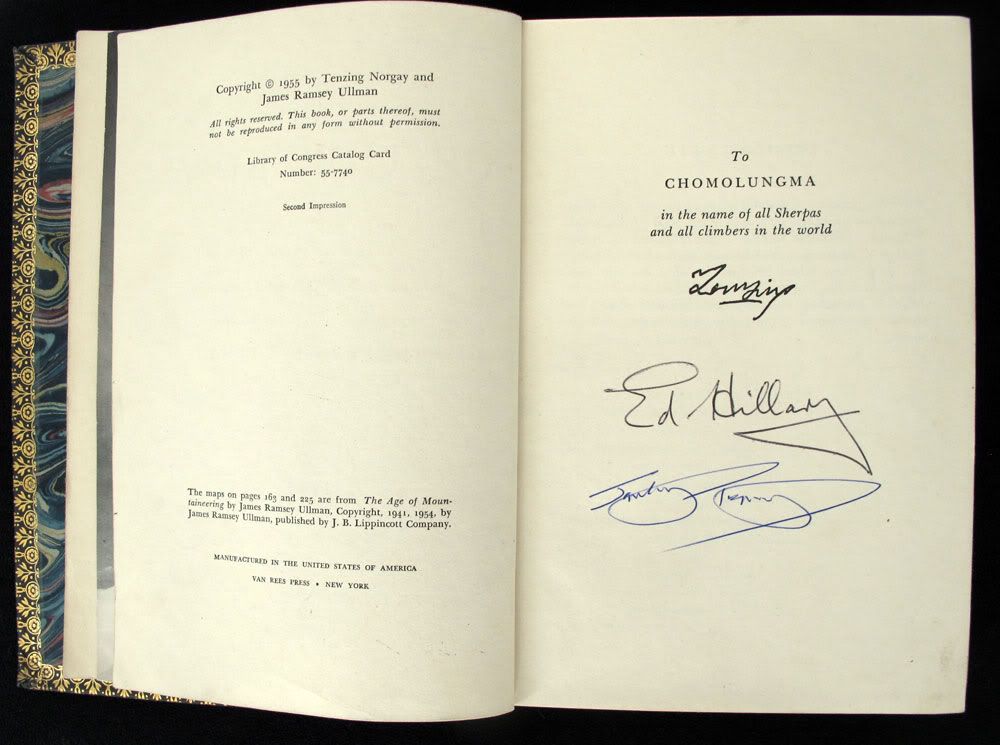 Copyright © 1955 by Tenzing Norgay and
James Ramsey Ullman
All rights reserved. This book, or parts thereof, must
not be reproduced in any form without permission.
Library of Congress Catalog Card
Number: 55-7740
Second Impression
The maps on pages 163 and 225 are from The Age of Moun-
taineering by James Ramsey Ullman, Copyright, 1941, 1954, by
James Ramsey Ullman, published by J. B. Lippincott Company.
MANUFACTURED IN THE UNITED STATES OF AMERICA
VAN REES PRESS • NEW YORK
To
CHOMOLUNGMA
in the name of all Sherpas
and all climbers in the world
Tenzing
Ed Hillary